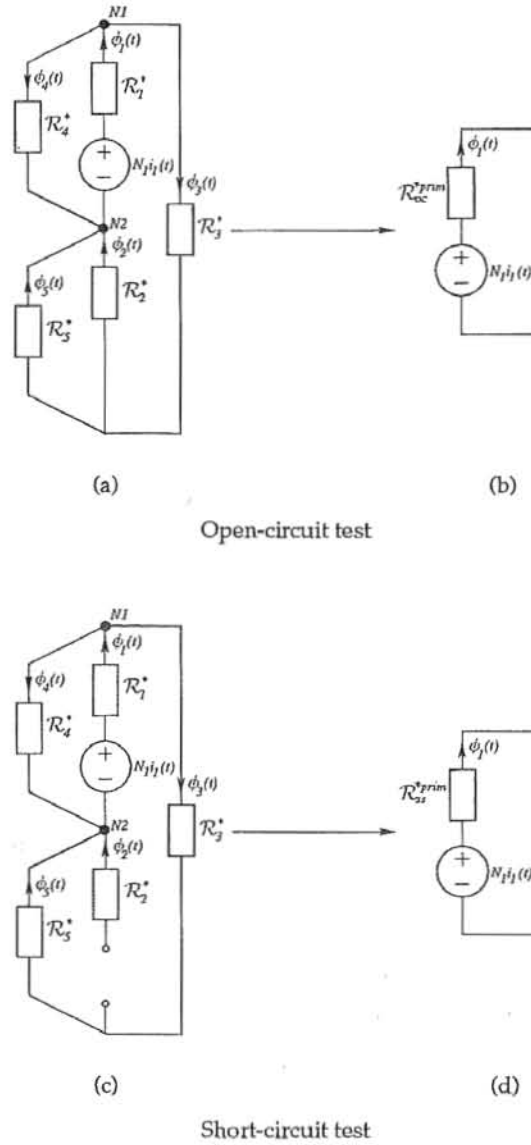 N1
ϕ₁(t)
ϕ₄(t)
R₁*
R₄*
N₁i₁(t)
ϕ₃(t)
N2
ϕ₂(t)
R₃*
ϕ₅(t)
R₂*
R₅*
(a)
ϕ₁(t)
R*ᵖʳⁱᵐ
N₁i₁(t)
(b)
Open-circuit test
N1
ϕ₁(t)
ϕ₄(t)
R₁*
R₄*
N₁i₁(t)
ϕ₃(t)
N2
ϕ₂(t)
R₃*
ϕ₅(t)
R₂*
R₅*
(c)
ϕ₁(t)
R*ᵖʳⁱᵐ
N₁i₁(t)
(d)
Short-circuit test